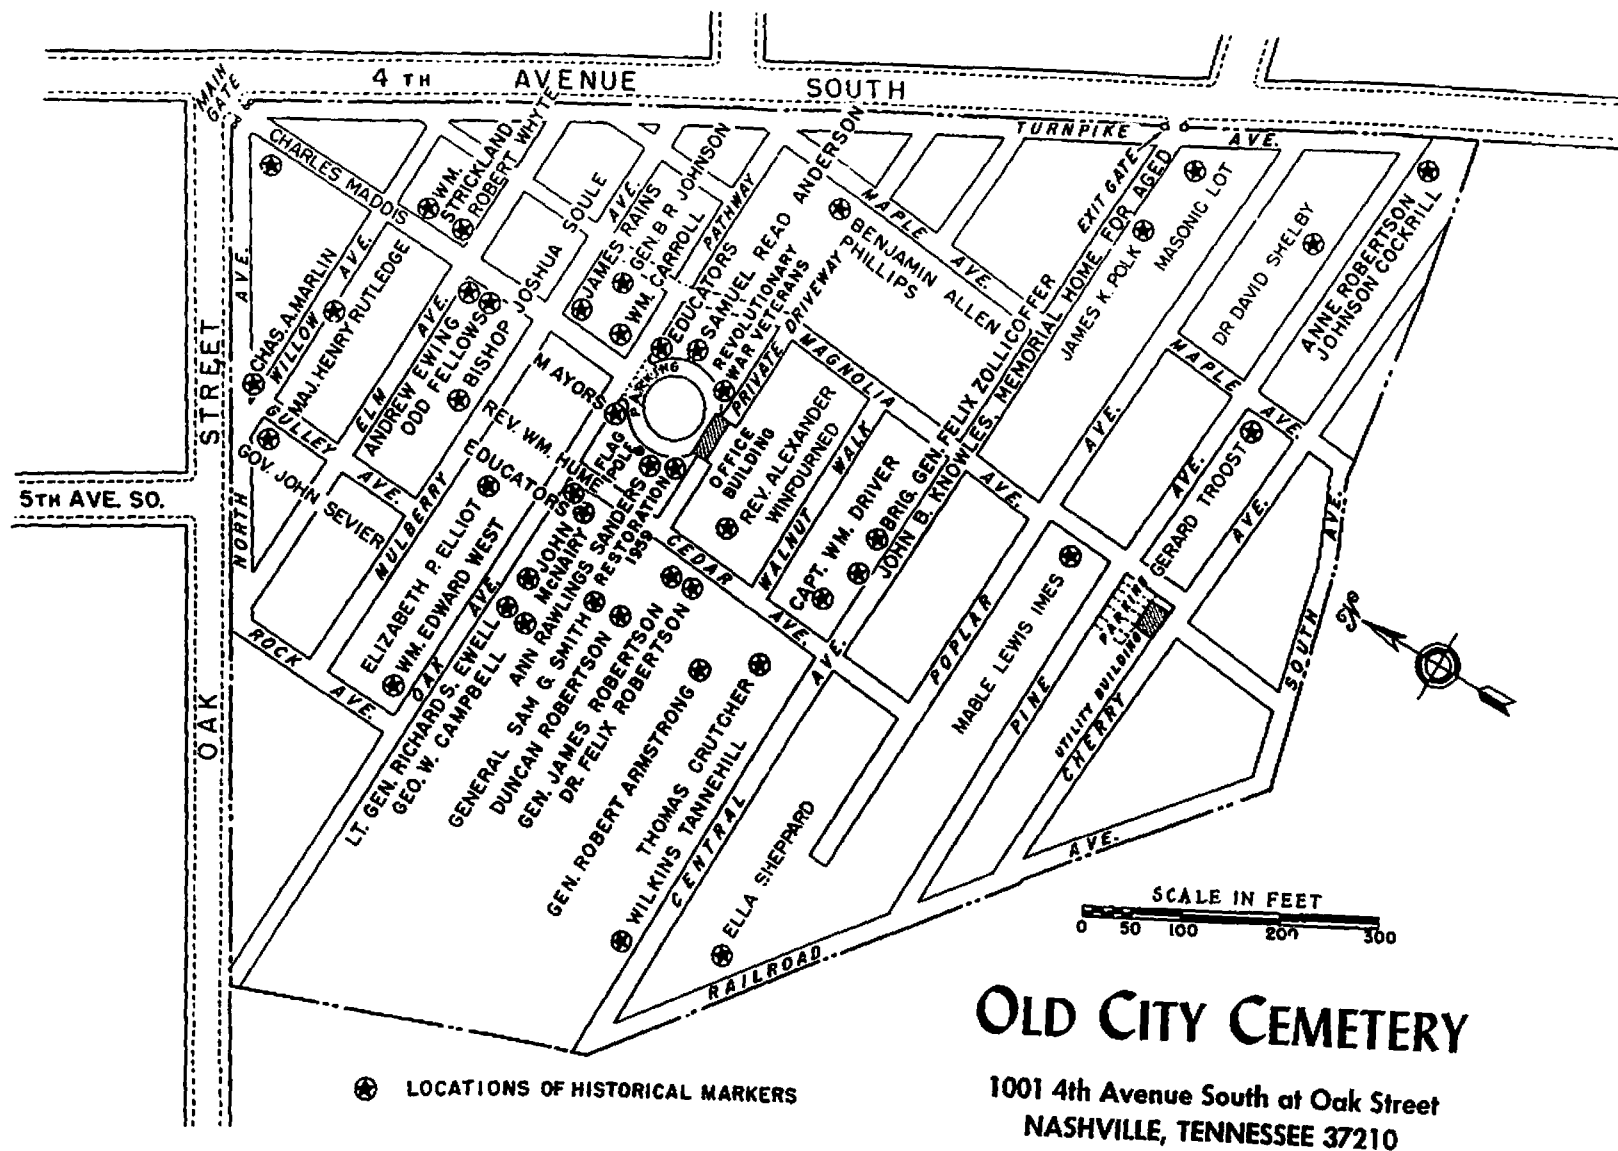 4TH AVENUE SOUTH
MAIN
GATE
TURNPIKE AVE.
EXIT GATE
CHARLES MADDIS
WM.
STRICKLAND
ROBERT WHYTE
JOSHUA SOULE
BISHOP
AVE.
JAMES RAINS
GEN. B R JOHNSON
WM. CARROLL
PATHWAY
EDUCATORS
SAMUEL READ ANDERSON
REVOLUTIONARY
WAR VETERANS
PRIVATE DRIVEWAY
MAPLE AVE.
BENJAMIN ALLEN
PHILLIPS
MEMORIAL HOME FOR AGED
JAMES K. POLK
MASONIC LOT
DR DAVID SHELBY
ANNE ROBERTSON
JOHNSON COCKRILL
CHAS. A. MARLIN
WILLOW AVE.
MAJ. HENRY RUTLEDGE
ELM AVE.
ANDREW EWING
ODD FELLOWS
MAYORS
PARKING
FLAG
POLE
REV. WM. HUME
EDUCATORS
GULLEY AVE.
GOV. JOHN SEVIER
NORTH AVE.
OAK STREET
5TH AVE. SO.
MULBERRY
ELIZABETH P. ELLIOT
WM. EDWARD WEST
OAK AVE.
ROCK AVE.
OFFICE
BUILDING
REV. ALEXANDER
WINFOURNED
WALNUT WALK
MAGNOLIA AVE.
CAPT. WM. DRIVER
BRIG. GEN. FELIX ZOLLICOFFER
JOHN B. KNOWLES,
CEDAR AVE.
JOHN
MCNAIRY
ANN RAWLINGS SANDERS
RESTORATION
1959
LT. GEN. RICHARD S. EWELL
GEO. W. CAMPBELL
GENERAL SAM G. SMITH
DUNCAN ROBERTSON
GEN. JAMES ROBERTSON
DR. FELIX ROBERTSON
GEN. ROBERT ARMSTRONG
THOMAS CRUTCHER
WILKINS TANNEHILL
CENTRAL AVE.
ELLA SHEPPARD
POPLAR AVE.
MABLE LEWIS IMES
PINE AVE.
MAPLE AVE.
GERARD TROOST
PARKING
UTILITY BUILDING
CHERRY AVE.
SOUTH AVE.
RAILROAD AVE.
N.
SCALE IN FEET
0 50 100 200 300
OLD CITY CEMETERY
1001 4th Avenue South at Oak Street
NASHVILLE, TENNESSEE 37210
LOCATIONS OF HISTORICAL MARKERS